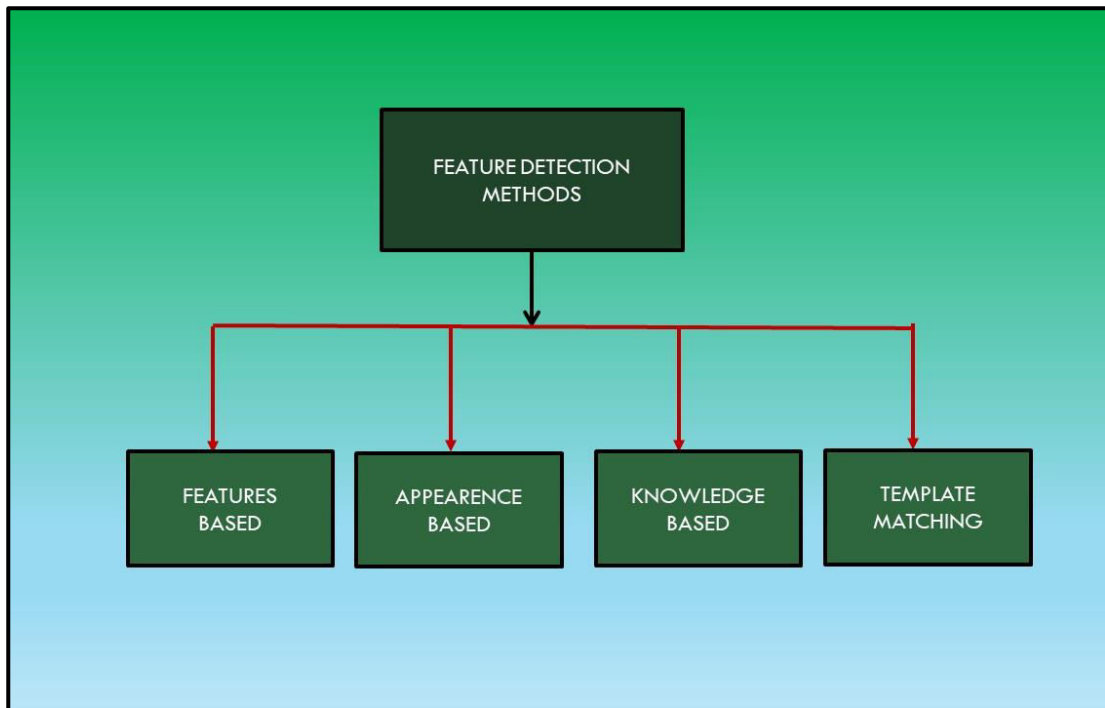 FEATURE DETECTION
METHODS
FEATURES
BASED
APPEARENCE
BASED
KNOWLEDGE
BASED
TEMPLATE
MATCHING